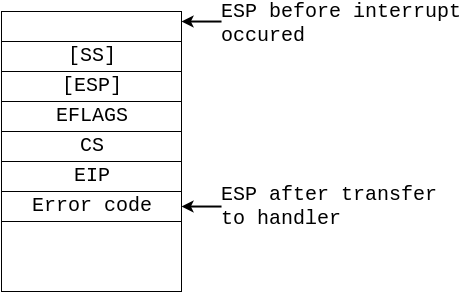 ESP before interrupt
occured
[SS]
[ESP]
EFLAGS
CS
EIP
Error code
ESP after transfer
to handler